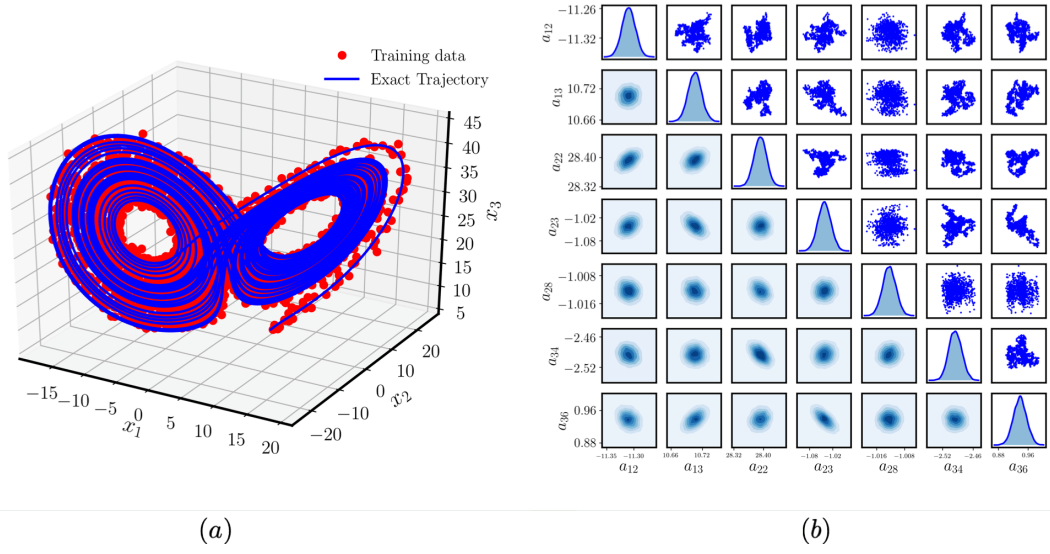 Training data
Exact Trajectory
45
40
35
30
25
20
15
10
5
x₃
−15 −10 −5 0 5 10 15 20
x₁
−20 −10 0 10 20
x₂
(a)
a₁₂ −11.26 −11.32
a₁₃ 10.72 10.66
a₂₂ 28.40 28.32
a₂₃ −1.02 −1.08
a₂₈ −1.008 −1.016
a₃₄ −2.46 −2.52
a₃₆ 0.96 0.88
−11.35 −11.30 10.66 10.72 28.32 28.40 −1.08 −1.02 −1.016 −1.008 −2.52 −2.46 0.88 0.96
a₁₂ a₁₃ a₂₂ a₂₃ a₂₈ a₃₄ a₃₆
(b)